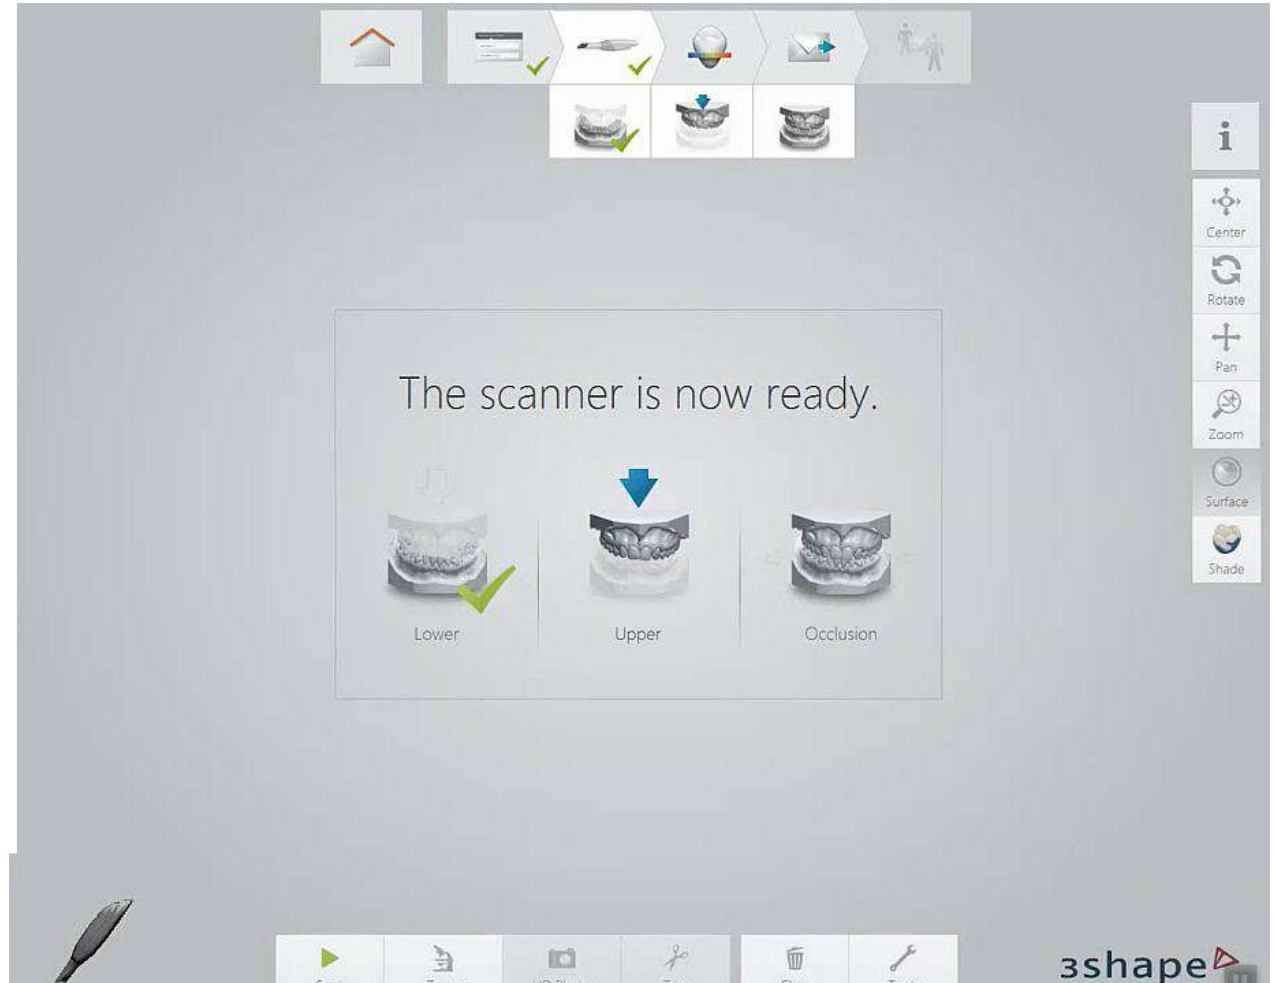 i
Center
Rotate
Pan
Zoom
Surface
Shade
The scanner is now ready.
Lower
Upper
Occlusion
3shape